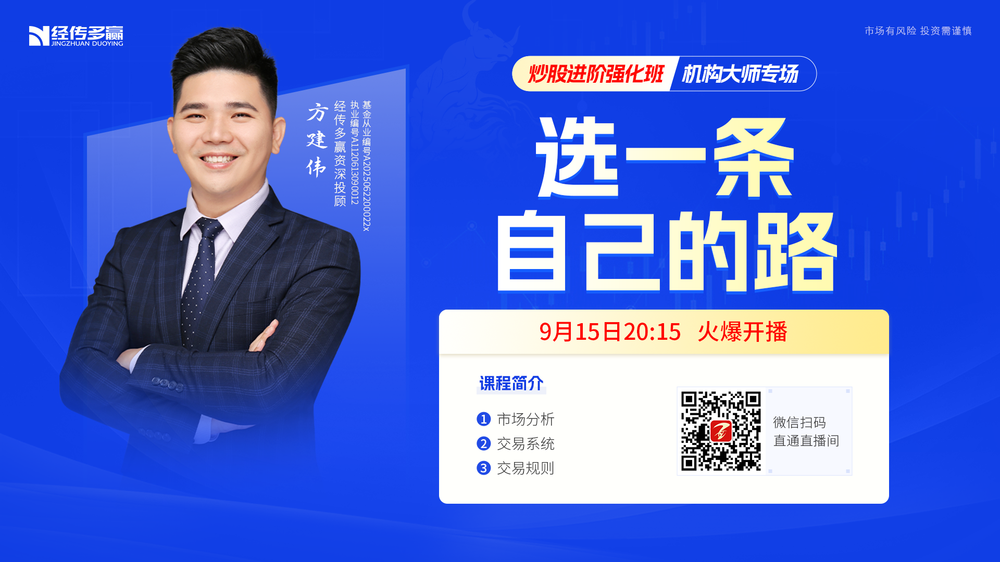 经传多赢
JINGZHUAN DUOYING
市场有风险 投资需谨慎
炒股进阶强化班 机构大师专场
选一条
自己的路
方建伟
经传多赢资深投顾
执业编号A1120613090012
基金从业编号A2025062200022x
9月15日20:15 火爆开播
课程简介
1 市场分析
2 交易系统
3 交易规则
微信扫码
直通直播间